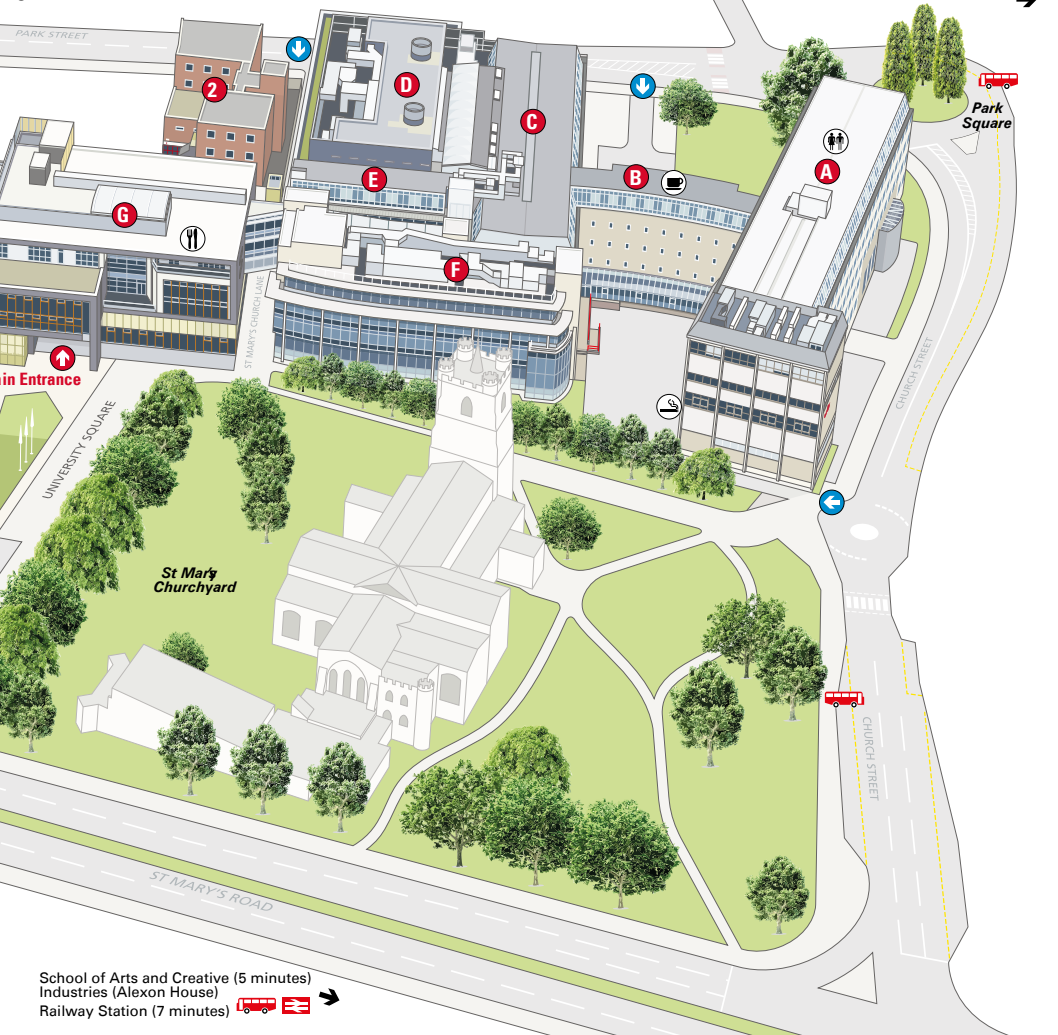 PARK STREET
2
D
C
Park
Square
A
B
E
G
F
ST MARY'S CHURCH LANE
in Entrance
CHURCH STREET
UNIVERSITY SQUARE
St Mary's
Churchyard
CHURCH STREET
ST MARY'S ROAD
School of Arts and Creative (5 minutes)
Industries (Alexon House)
Railway Station (7 minutes)